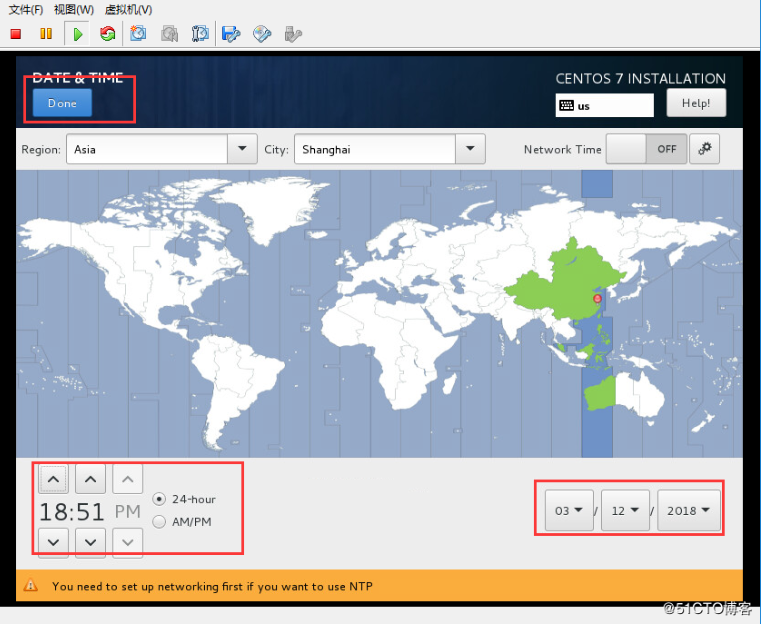 文件(F) 视图(W) 虚拟机(V)
DATE & TIME
CENTOS 7 INSTALLATION
Done
us
Help!
Region: Asia City: Shanghai Network Time OFF
18:51 PM
24-hour
AM/PM
03 / 12 / 2018
You need to set up networking first if you want to use NTP
@51CTO博客